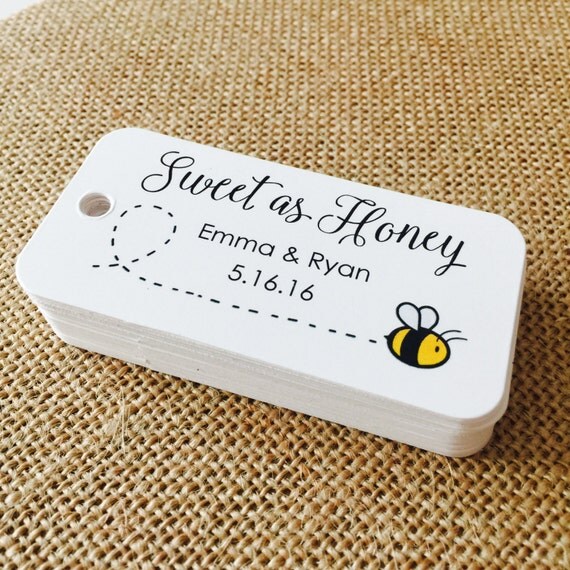 Sweet as Honey
Emma & Ryan
5.16.16